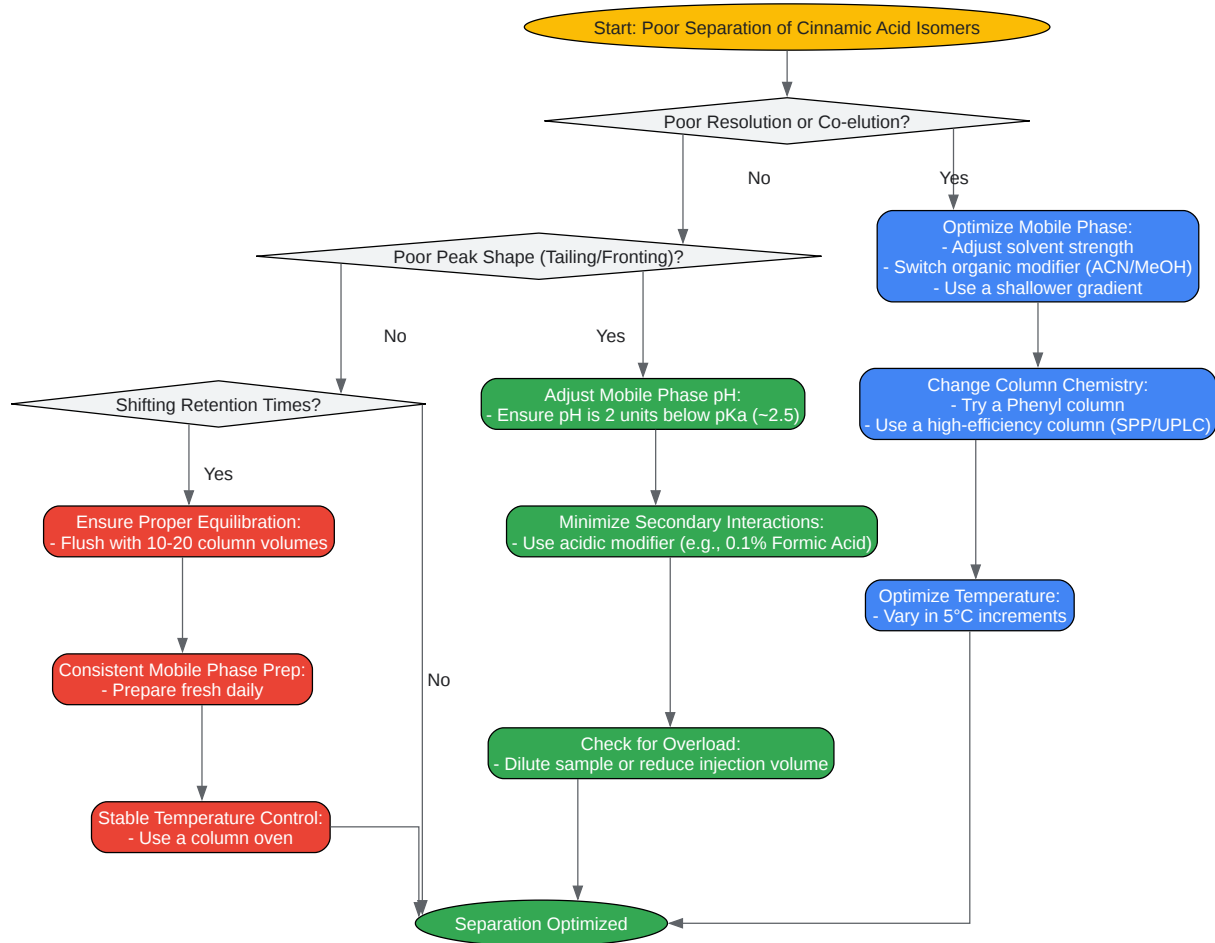 Start: Poor Separation of Cinnamic Acid Isomers
Poor Resolution or Co-elution?
No
Yes
Optimize Mobile Phase:
- Adjust solvent strength
- Switch organic modifier (ACN/MeOH)
- Use a shallower gradient
Poor Peak Shape (Tailing/Fronting)?
No
Yes
Change Column Chemistry:
- Try a Phenyl column
- Use a high-efficiency column (SPP/UPLC)
Adjust Mobile Phase pH:
- Ensure pH is 2 units below pKa (~2.5)
Shifting Retention Times?
Yes
Ensure Proper Equilibration:
- Flush with 10-20 column volumes
Minimize Secondary Interactions:
- Use acidic modifier (e.g., 0.1% Formic Acid)
Optimize Temperature:
- Vary in 5°C increments
Consistent Mobile Phase Prep:
- Prepare fresh daily
No
Check for Overload:
- Dilute sample or reduce injection volume
Stable Temperature Control:
- Use a column oven
Separation Optimized